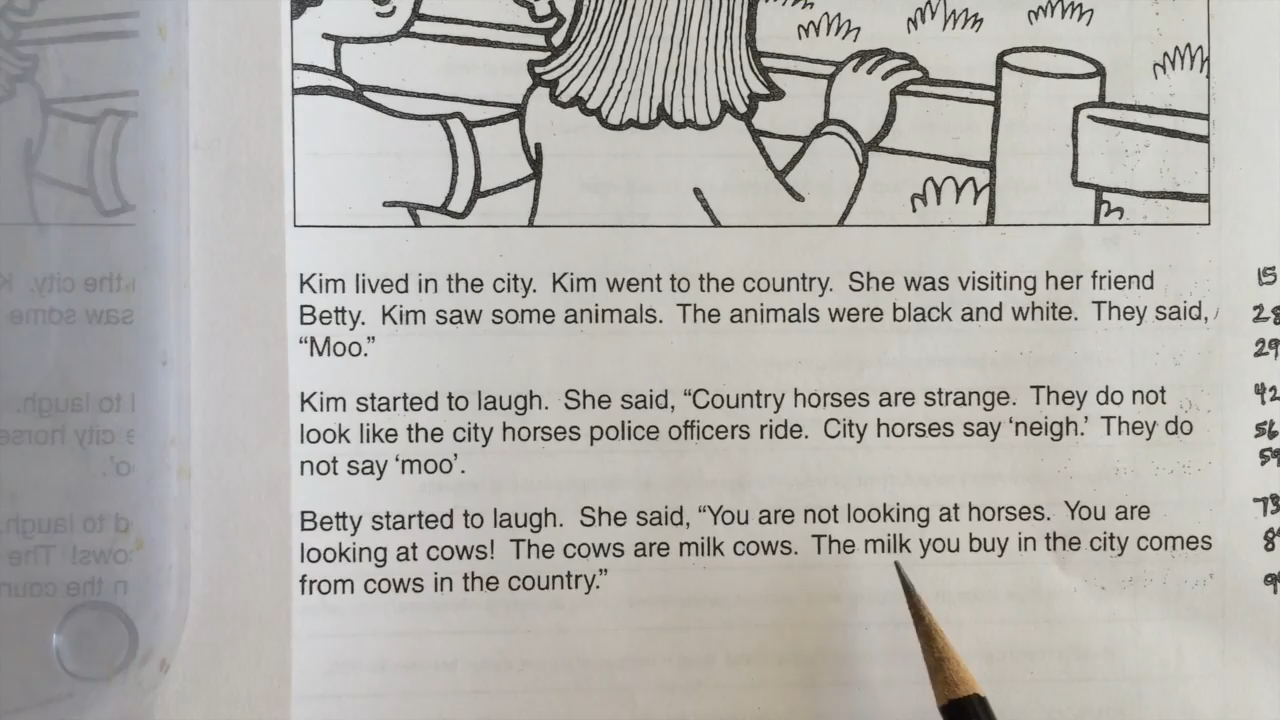 Kim lived in the city. Kim went to the country. She was visiting her friend 15
Betty. Kim saw some animals. The animals were black and white. They said, 28
“Moo.” 29
Kim started to laugh. She said, “Country horses are strange. They do not 42
look like the city horses police officers ride. City horses say ‘neigh.’ They do 56
not say ‘moo’. 59
Betty started to laugh. She said, “You are not looking at horses. You are 73
looking at cows! The cows are milk cows. The milk you buy in the city comes
from cows in the country.”